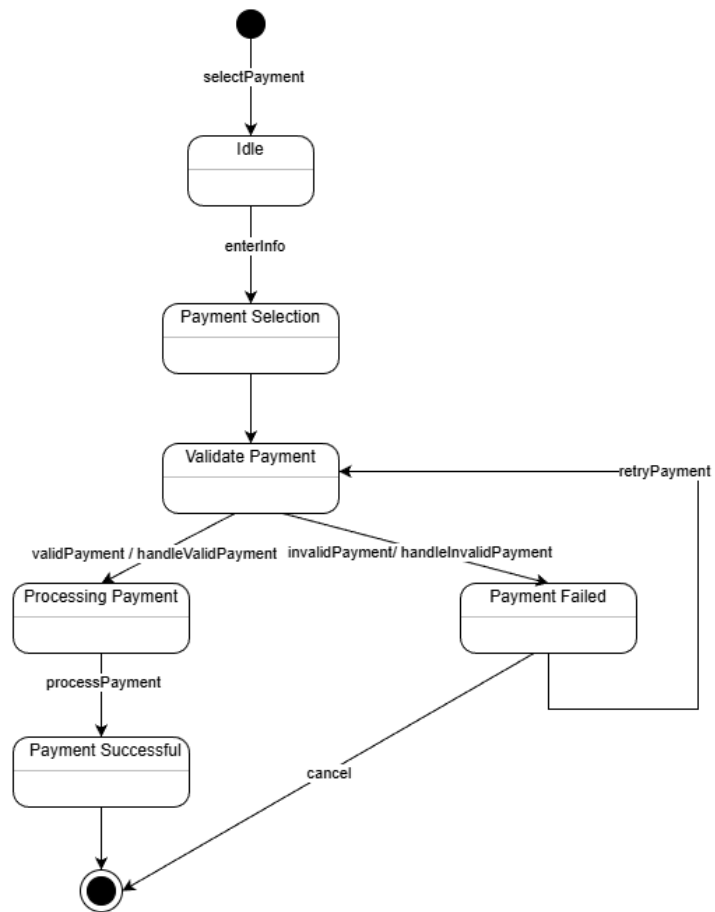 selectPayment
Idle
enterInfo
Payment Selection
Validate Payment
retryPayment
validPayment / handleValidPayment
invalidPayment/ handleInvalidPayment
Processing Payment
Payment Failed
processPayment
Payment Successful
cancel